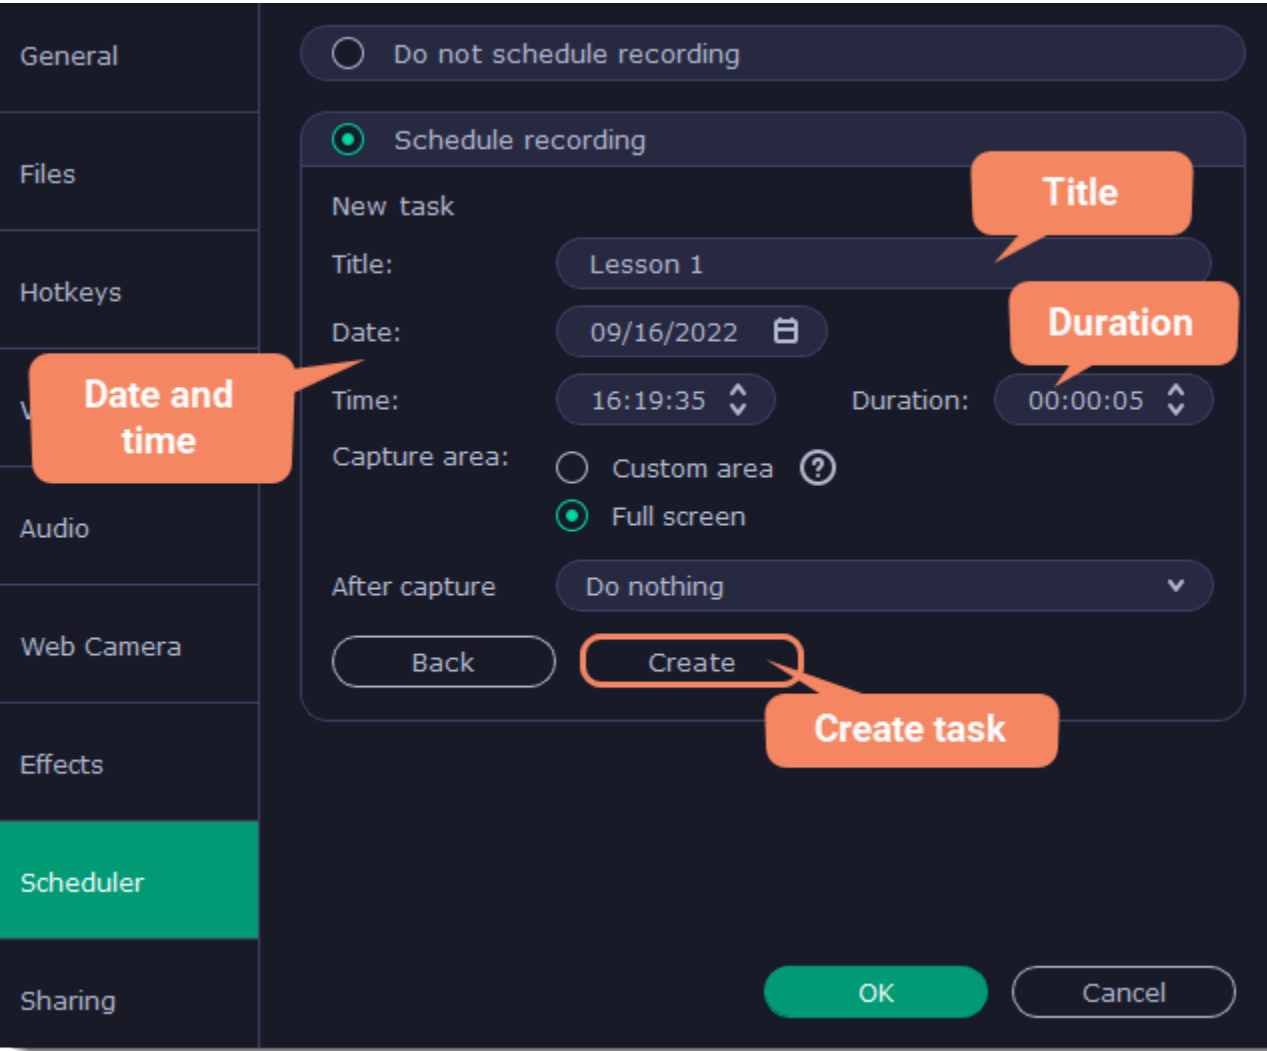 General
Files
Hotkeys
Audio
Web Camera
Effects
Scheduler
Sharing
Do not schedule recording
Schedule recording
New task
Title: Lesson 1
Title
Date: 09/16/2022
Duration
Date and
time
Time: 16:19:35 Duration: 00:00:05
Capture area: Custom area ?
Full screen
After capture Do nothing
Back Create
Create task
OK Cancel